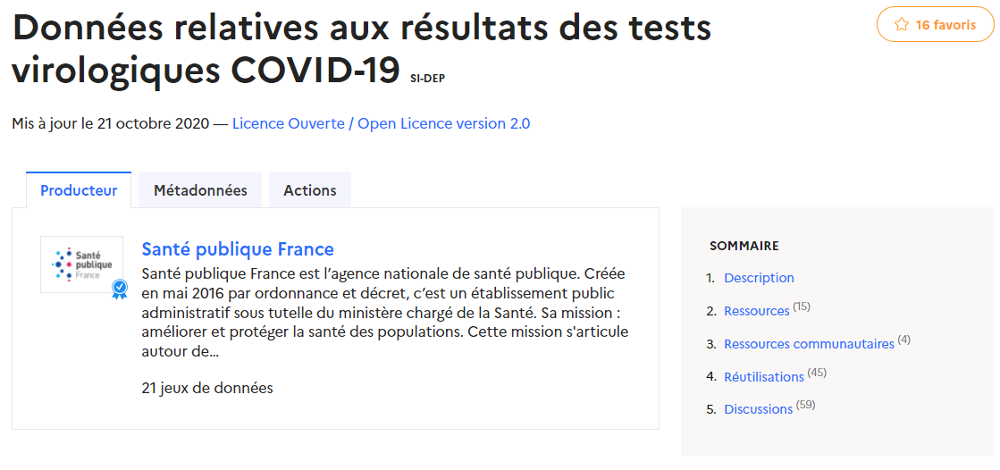 Données relatives aux résultats des tests
virologiques COVID-19 SI-DEP
16 favoris
Mis à jour le 21 octobre 2020 — Licence Ouverte / Open Licence version 2.0
Producteur
Métadonnées
Actions
Santé
publique
France
Santé publique France
Santé publique France est l’agence nationale de santé publique. Créée
en mai 2016 par ordonnance et décret, c’est un établissement public
administratif sous tutelle du ministère chargé de la Santé. Sa mission :
améliorer et protéger la santé des populations. Cette mission s'articule
autour de…
21 jeux de données
SOMMAIRE
1. Description
2. Ressources (15)
3. Ressources communautaires (4)
4. Réutilisations (45)
5. Discussions (59)